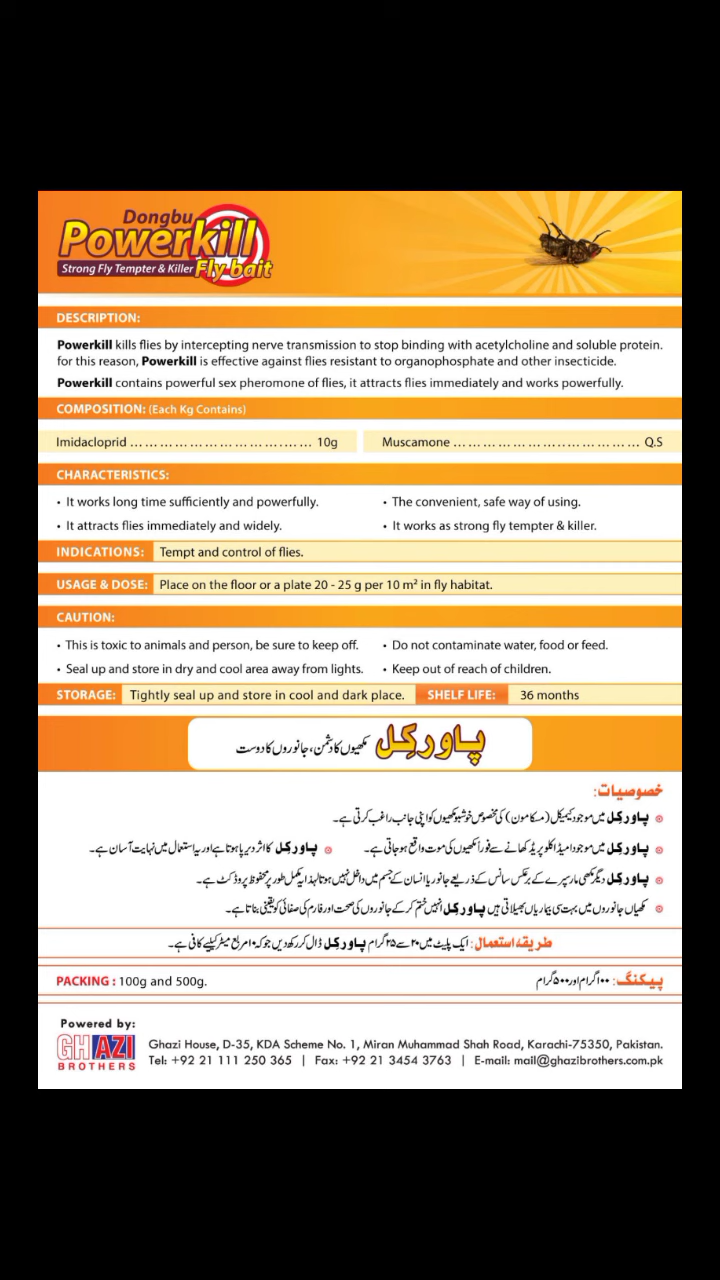 Dongbu
Powerkill
Strong Fly Tempter & Killer Fly bait
DESCRIPTION:
Powerkill kills flies by intercepting nerve transmission to stop binding with acetylcholine and soluble protein.
for this reason, Powerkill is effective against flies resistant to organophosphate and other insecticide.
Powerkill contains powerful sex pheromone of flies, it attracts flies immediately and works powerfully.
COMPOSITION: (Each Kg Contains)
Imidacloprid ……………………………..…… 10g
Muscamone …………………..……………… Q.S
CHARACTERISTICS:
• It works long time sufficiently and powerfully.
• The convenient, safe way of using.
• It attracts flies immediately and widely.
• It works as strong fly tempter & killer.
INDICATIONS: Tempt and control of flies.
USAGE & DOSE: Place on the floor or a plate 20 - 25 g per 10 m² in fly habitat.
CAUTION:
• This is toxic to animals and person, be sure to keep off.
• Do not contaminate water, food or feed.
• Seal up and store in dry and cool area away from lights.
• Keep out of reach of children.
STORAGE: Tightly seal up and store in cool and dark place. SHELF LIFE: 36 months
پاور کِل مکھیوں کا دشمن، جانوروں کا دوست
خصوصیات:
پاور کِل میں موجود کیمیکل (مسکامون) کی مخصوص خوشبو مکھیوں کو اپنی جانب راغب کرتی ہے۔
پاور کِل میں موجود امیڈاکلوپریڈ کھانے سے فوراً مکھیوں کی موت واقع ہو جاتی ہے۔
پاور کِل کا اثر دیرپا ہوتا ہے اور یہ استعمال میں نہایت آسان ہے۔
پاور کِل دیگر مکھی مار سپرے کے برعکس سانس کے ذریعے جانور یا انسان کے جسم میں داخل نہیں ہوتا لہذا یہ مکمل طور پر محفوظ پروڈکٹ ہے۔
مکھیاں جانوروں میں بہت سی بیماریاں پھیلاتی ہیں پاور کِل انہیں ختم کر کے جانوروں کی صحت اور فارم کی صفائی کو یقینی بناتا ہے۔
طریقہ استعمال: ایک پلیٹ میں ۲۰ سے ۲۵ گرام پاور کِل ڈال کر رکھ دیں جو کہ ۱۰ مربع میٹر کیلئے کافی ہے۔
PACKING : 100g and 500g.
پیکنگ: ۱۰۰ گرام اور ۵۰۰ گرام
Powered by:
GHAZI
BROTHERS
Ghazi House, D-35, KDA Scheme No. 1, Miran Muhammad Shah Road, Karachi-75350, Pakistan.
Tel: +92 21 111 250 365 | Fax: +92 21 3454 3763 | E-mail: mail@ghazibrothers.com.pk